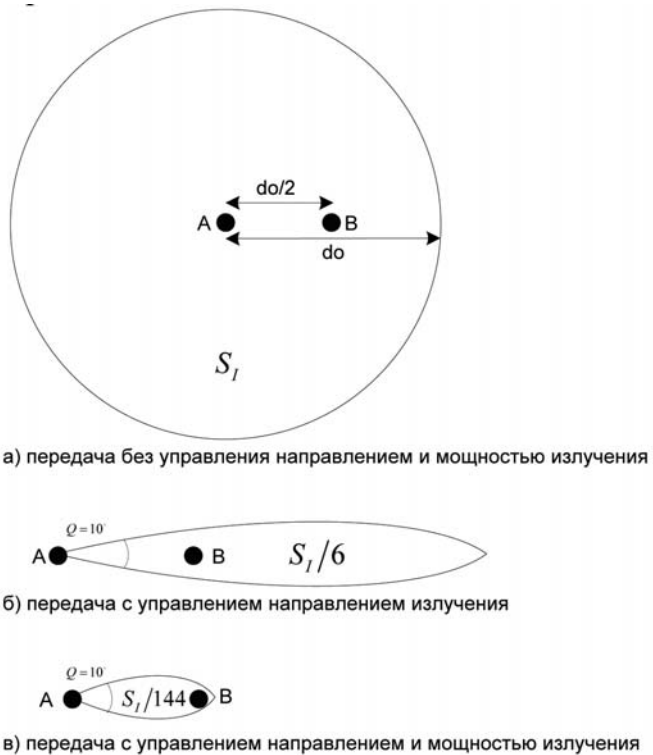 do/2
A B
do
S_I
а) передача без управления направлением и мощностью излучения
Q=10°
A B S_I/6
б) передача с управлением направлением излучения
Q=10°
A S_I/144 B
в) передача с управлением направлением и мощностью излучения